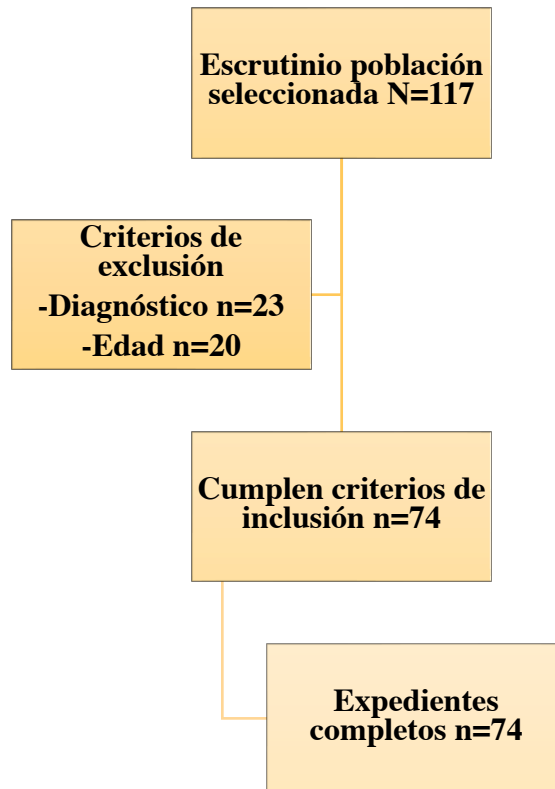 Escrutinio población
seleccionada N=117
Criterios de
exclusión
-Diagnóstico n=23
-Edad n=20
Cumplen criterios de
inclusión n=74
Expedientes
completos n=74